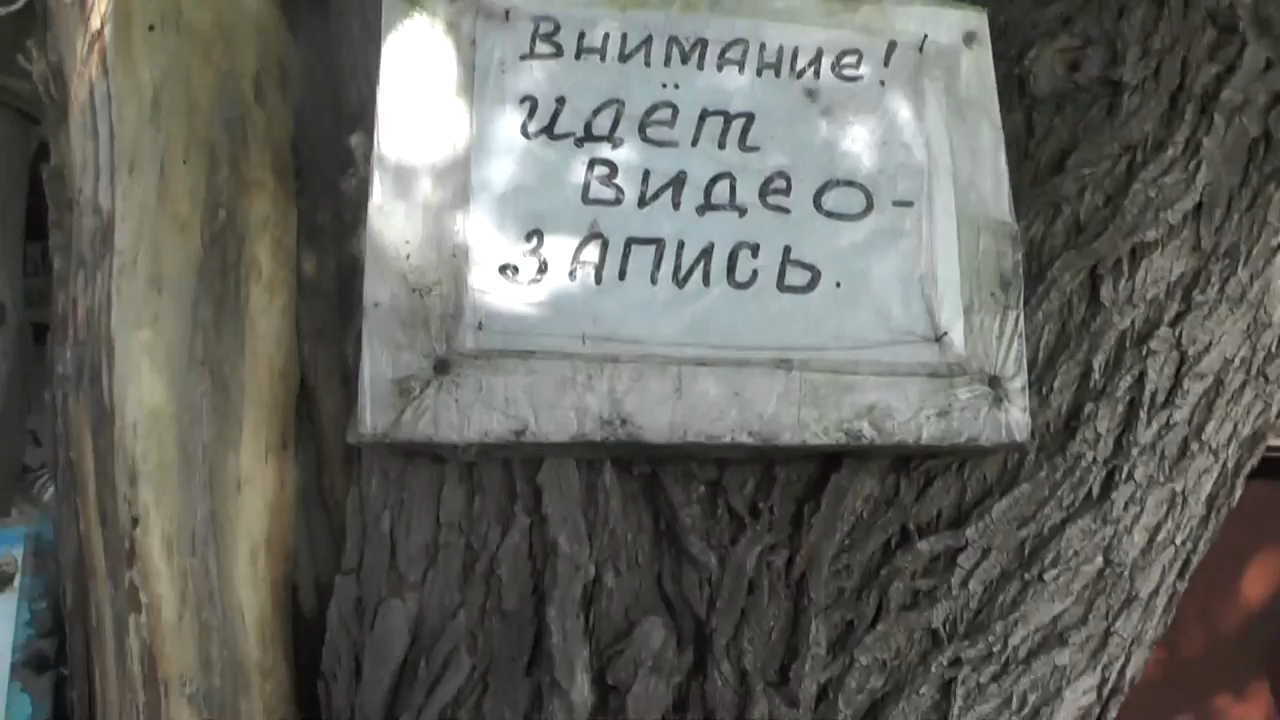 Внимание!
идёт
видео-
запись.